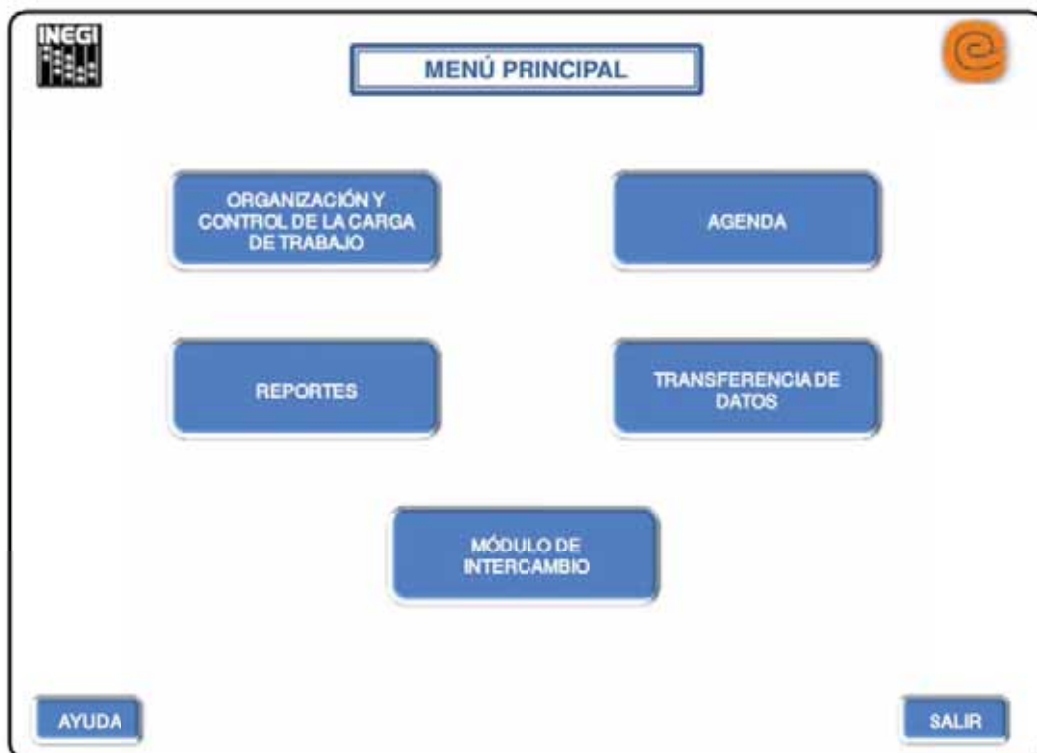 INEGI
MENÚ PRINCIPAL
ORGANIZACIÓN Y
CONTROL DE LA CARGA
DE TRABAJO
AGENDA
REPORTES
TRANSFERENCIA DE
DATOS
MÓDULO DE
INTERCAMBIO
AYUDA
SALIR